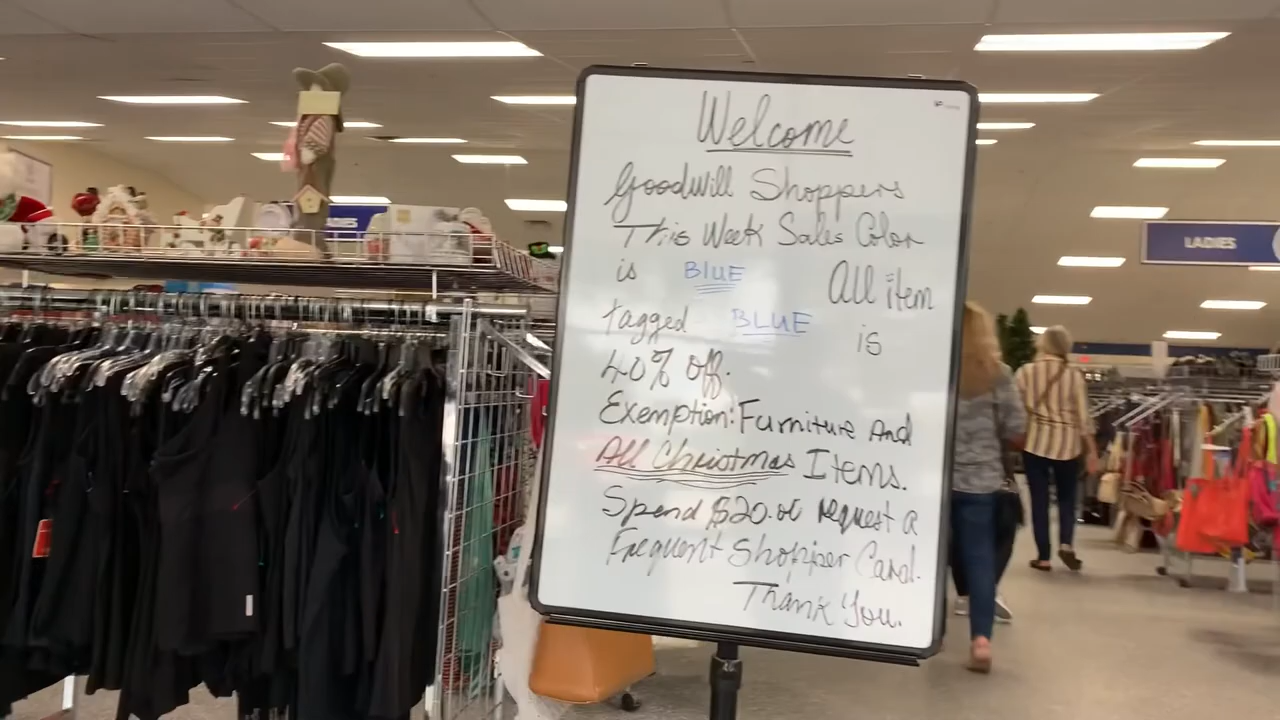 Welcome
Goodwill Shoppers
This Week Sales Color
is BLUE All item
tagged BLUE is
40% off.
Exemption: Furniture And
All Christmas Items.
Spend $20.00 request a
Frequent Shopper Card.
Thank You.
LADIES